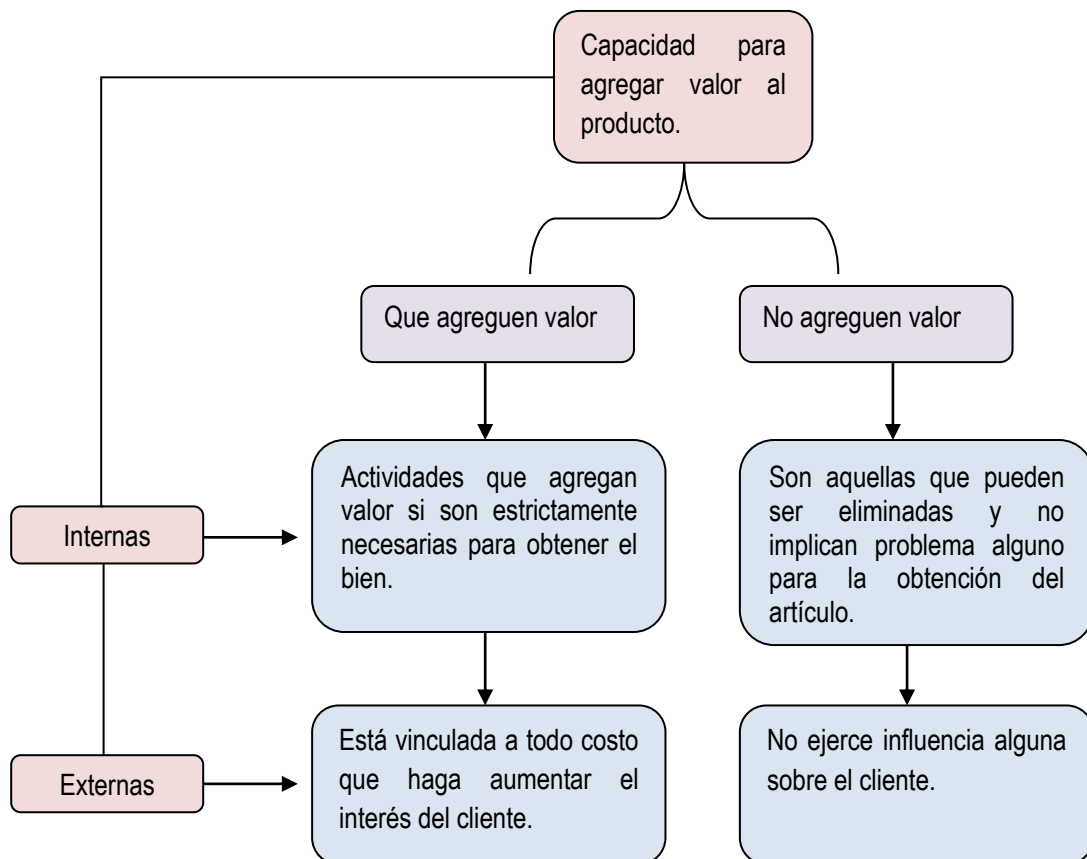 Capacidad para
agregar valor al
producto.
Que agreguen valor
No agreguen valor
Internas
Actividades que agregan
valor si son estrictamente
necesarias para obtener el
bien.
Son aquellas que pueden
ser eliminadas y no
implican problema alguno
para la obtención del
artículo.
Externas
Está vinculada a todo costo
que haga aumentar el
interés del cliente.
No ejerce influencia alguna
sobre el cliente.